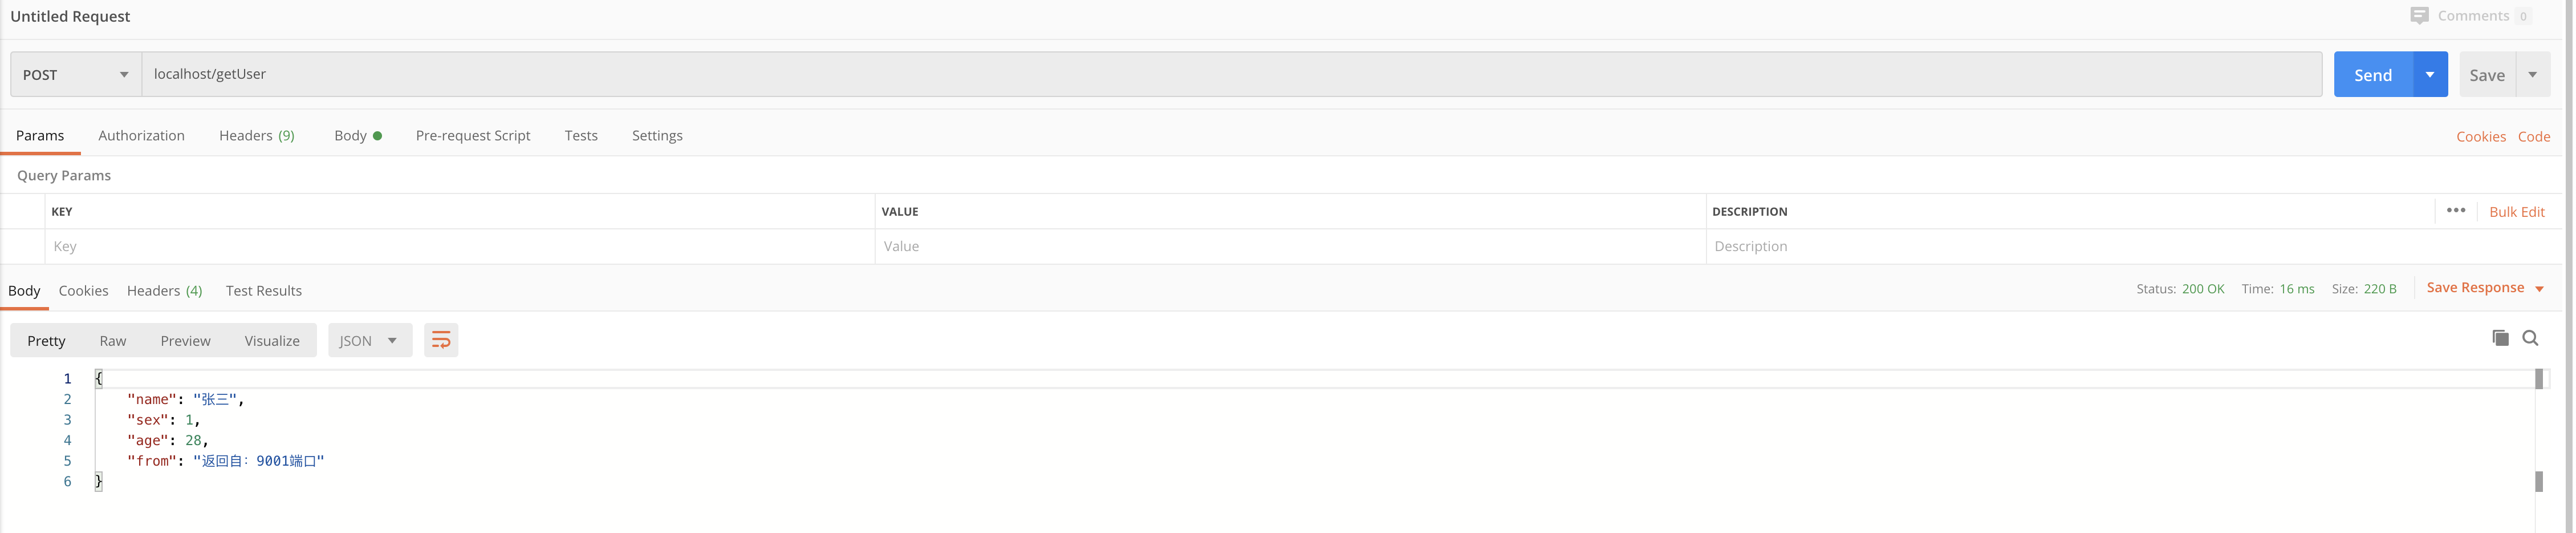 Untitled Request
Comments 0
POST localhost/getUser Send Save
Params Authorization Headers (9) Body Pre-request Script Tests Settings Cookies Code
Query Params
KEY VALUE DESCRIPTION ••• Bulk Edit
Key Value Description
Body Cookies Headers (4) Test Results Status: 200 OK Time: 16 ms Size: 220 B Save Response
Pretty Raw Preview Visualize JSON
1 {
2 "name": "张三",
3 "sex": 1,
4 "age": 28,
5 "from": "返回自：9001端口"
6 }